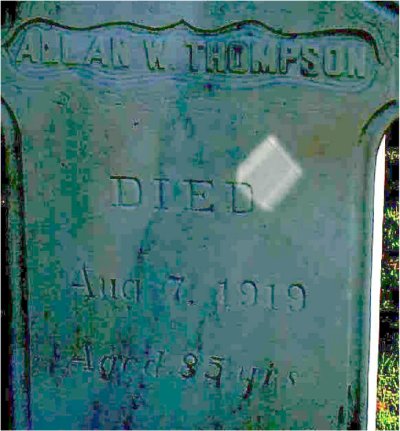 ALLAN W. THOMPSON
DIED
Aug 7, 1919
Aged 85 yrs